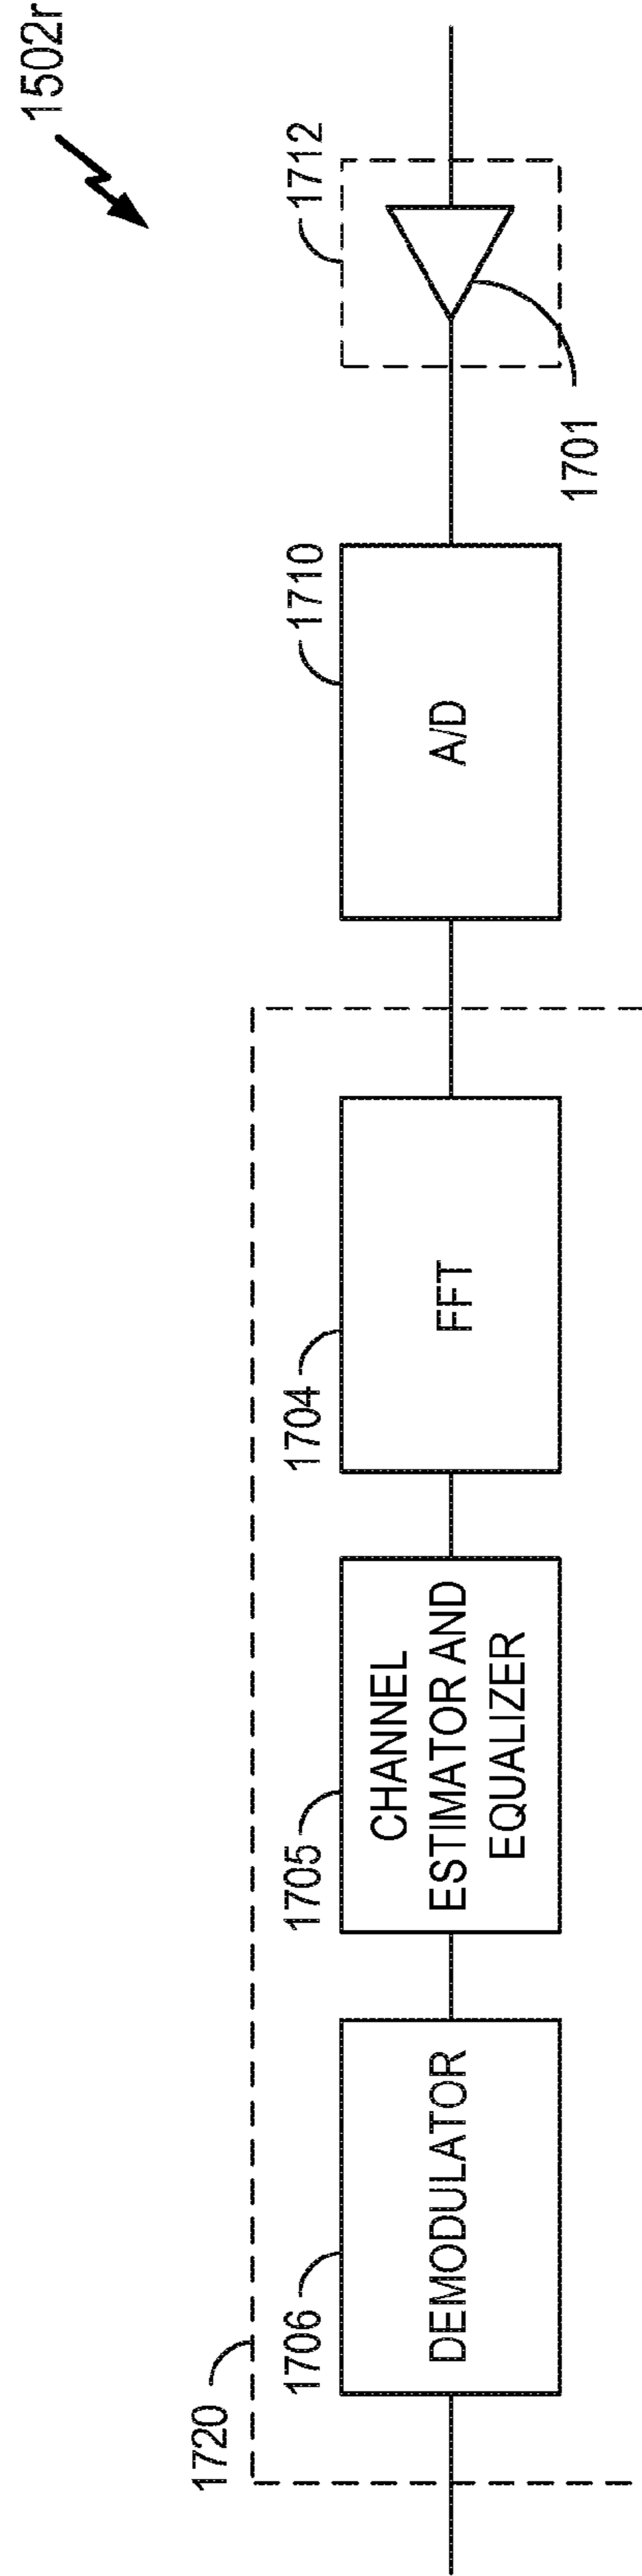 1502r
1720
1706
DEMODULATOR
1705
CHANNEL
ESTIMATOR AND
EQUALIZER
1704
FFT
1710
A/D
1712
1701